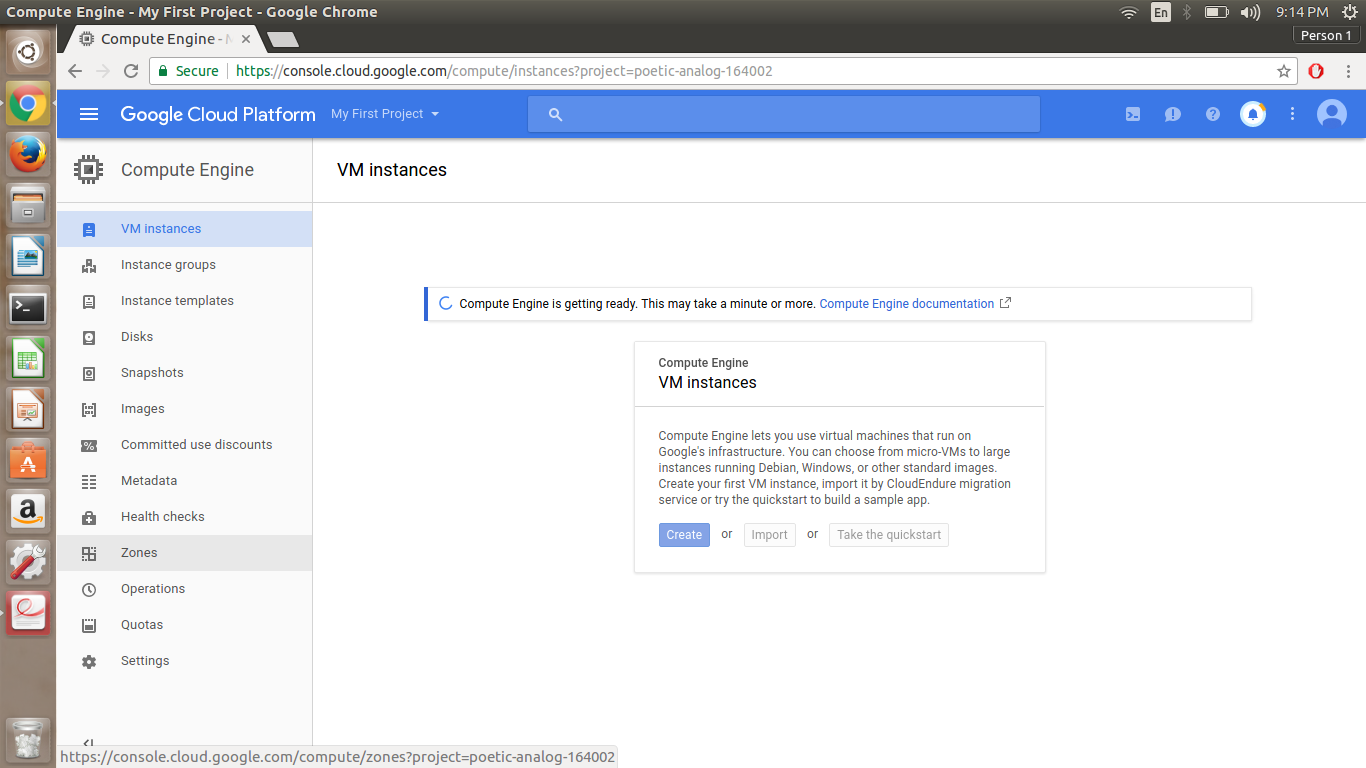 Compute Engine - My First Project - Google Chrome
En
9:14 PM
Compute Engine - M
Person 1
Secure
https://console.cloud.google.com/compute/instances?project=poetic-analog-164002
Google Cloud Platform
My First Project
Compute Engine
VM instances
VM instances
Instance groups
Instance templates
Disks
Snapshots
Images
Committed use discounts
Metadata
Health checks
Zones
Operations
Quotas
Settings
Compute Engine is getting ready. This may take a minute or more. Compute Engine documentation
Compute Engine
VM instances
Compute Engine lets you use virtual machines that run on
Google's infrastructure. You can choose from micro-VMs to large
instances running Debian, Windows, or other standard images.
Create your first VM instance, import it by CloudEndure migration
service or try the quickstart to build a sample app.
Create or Import or Take the quickstart
https://console.cloud.google.com/compute/zones?project=poetic-analog-164002